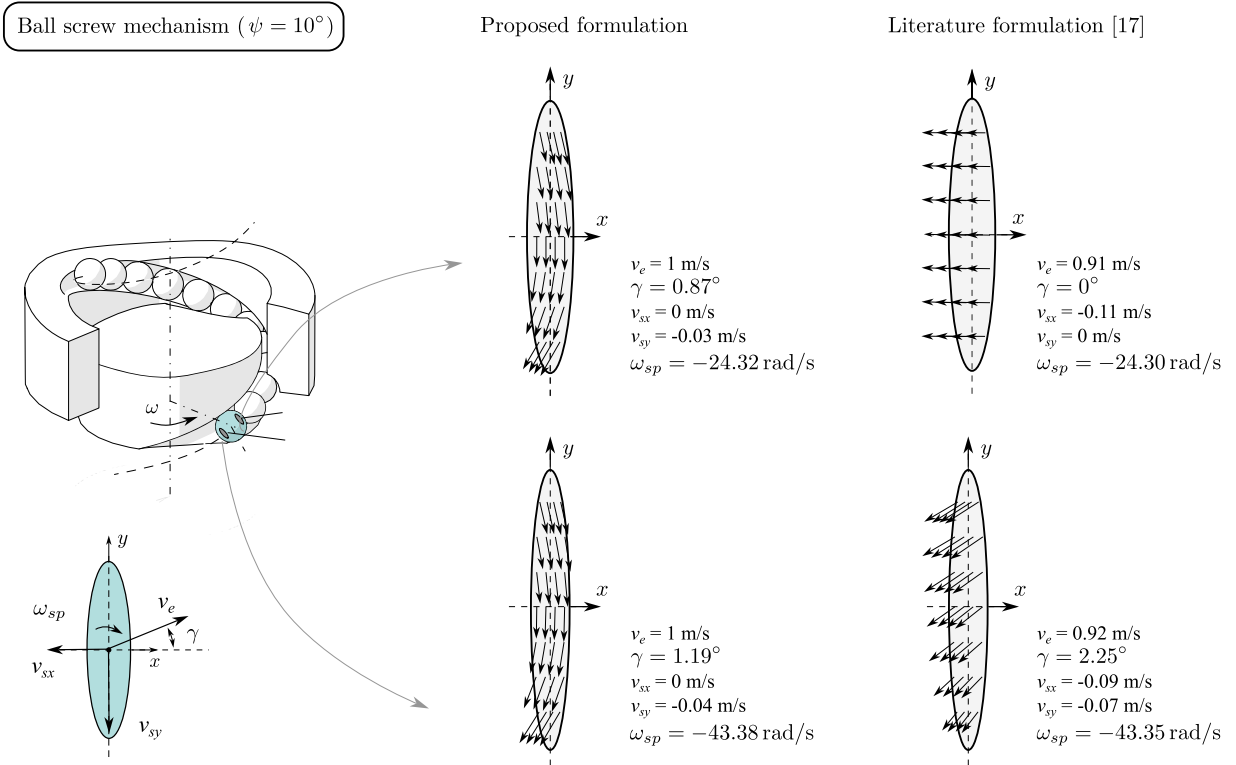 Ball screw mechanism (ψ = 10°)
Proposed formulation
Literature formulation [17]
y
x
v_e = 1 m/s
γ = 0.87°
v_sx = 0 m/s
v_sy = -0.03 m/s
ω_sp = −24.32 rad/s
y
x
v_e = 0.91 m/s
γ = 0°
v_sx = -0.11 m/s
v_sy = 0 m/s
ω_sp = −24.30 rad/s
ω
y
ω_sp
v_e
γ
x
v_sx
v_sy
y
x
v_e = 1 m/s
γ = 1.19°
v_sx = 0 m/s
v_sy = -0.04 m/s
ω_sp = −43.38 rad/s
y
x
v_e = 0.92 m/s
γ = 2.25°
v_sx = -0.09 m/s
v_sy = -0.07 m/s
ω_sp = −43.35 rad/s